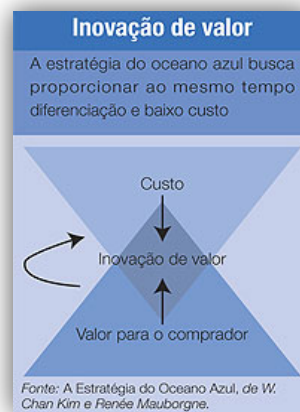 Inovação de valor
A estratégia do oceano azul busca
proporcionar ao mesmo tempo
diferenciação e baixo custo
Custo
Inovação de valor
Valor para o comprador
Fonte: A Estratégia do Oceano Azul, de W.
Chan Kim e Renée Mauborgne.